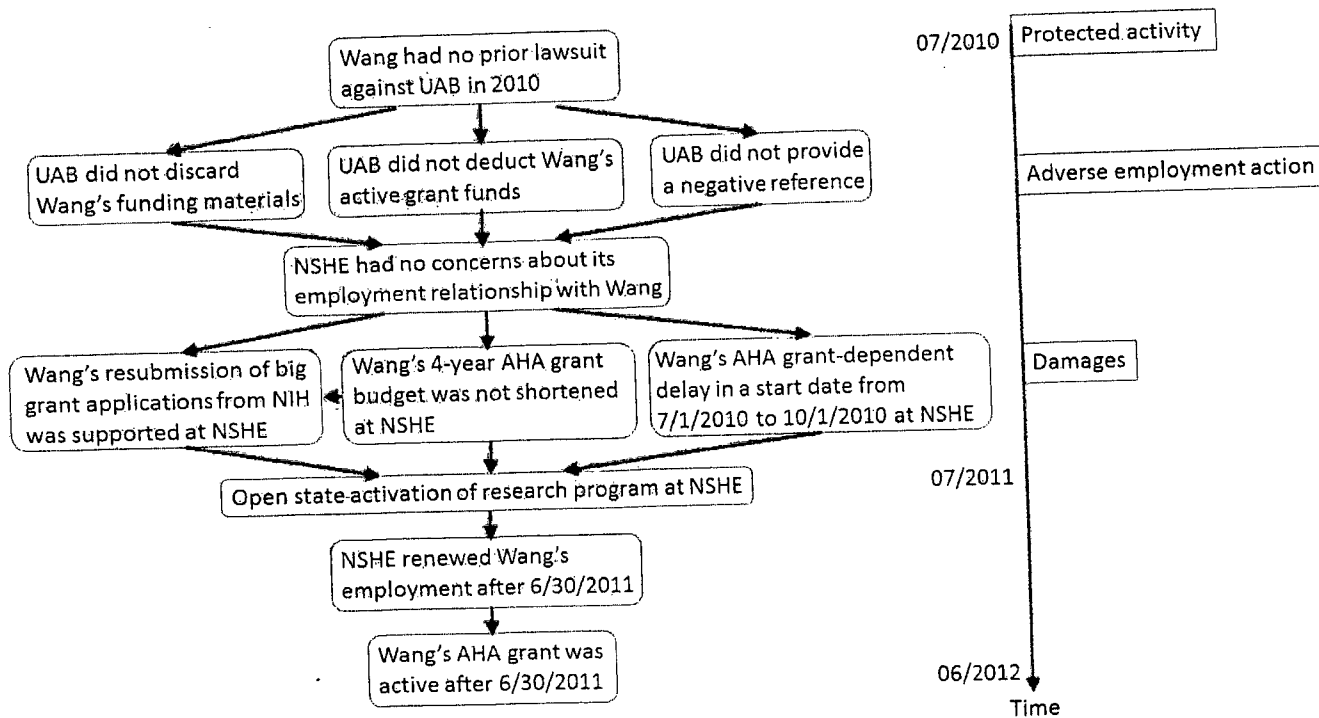 Wang had no prior lawsuit
against UAB in 2010
07/2010
Protected activity
UAB did not discard
Wang's funding materials
UAB did not deduct Wang's
active grant funds
UAB did not provide
a negative reference
Adverse employment action
NSHE had no concerns about its
employment relationship with Wang
Wang's resubmission of big
grant applications from NIH
was supported at NSHE
Wang's 4-year AHA grant
budget was not shortened
at NSHE
Wang's AHA grant-dependent
delay in a start date from
7/1/2010 to 10/1/2010 at NSHE
Damages
Open state-activation of research program at NSHE
07/2011
NSHE renewed Wang's
employment after 6/30/2011
Wang's AHA grant was
active after 6/30/2011
06/2012
Time